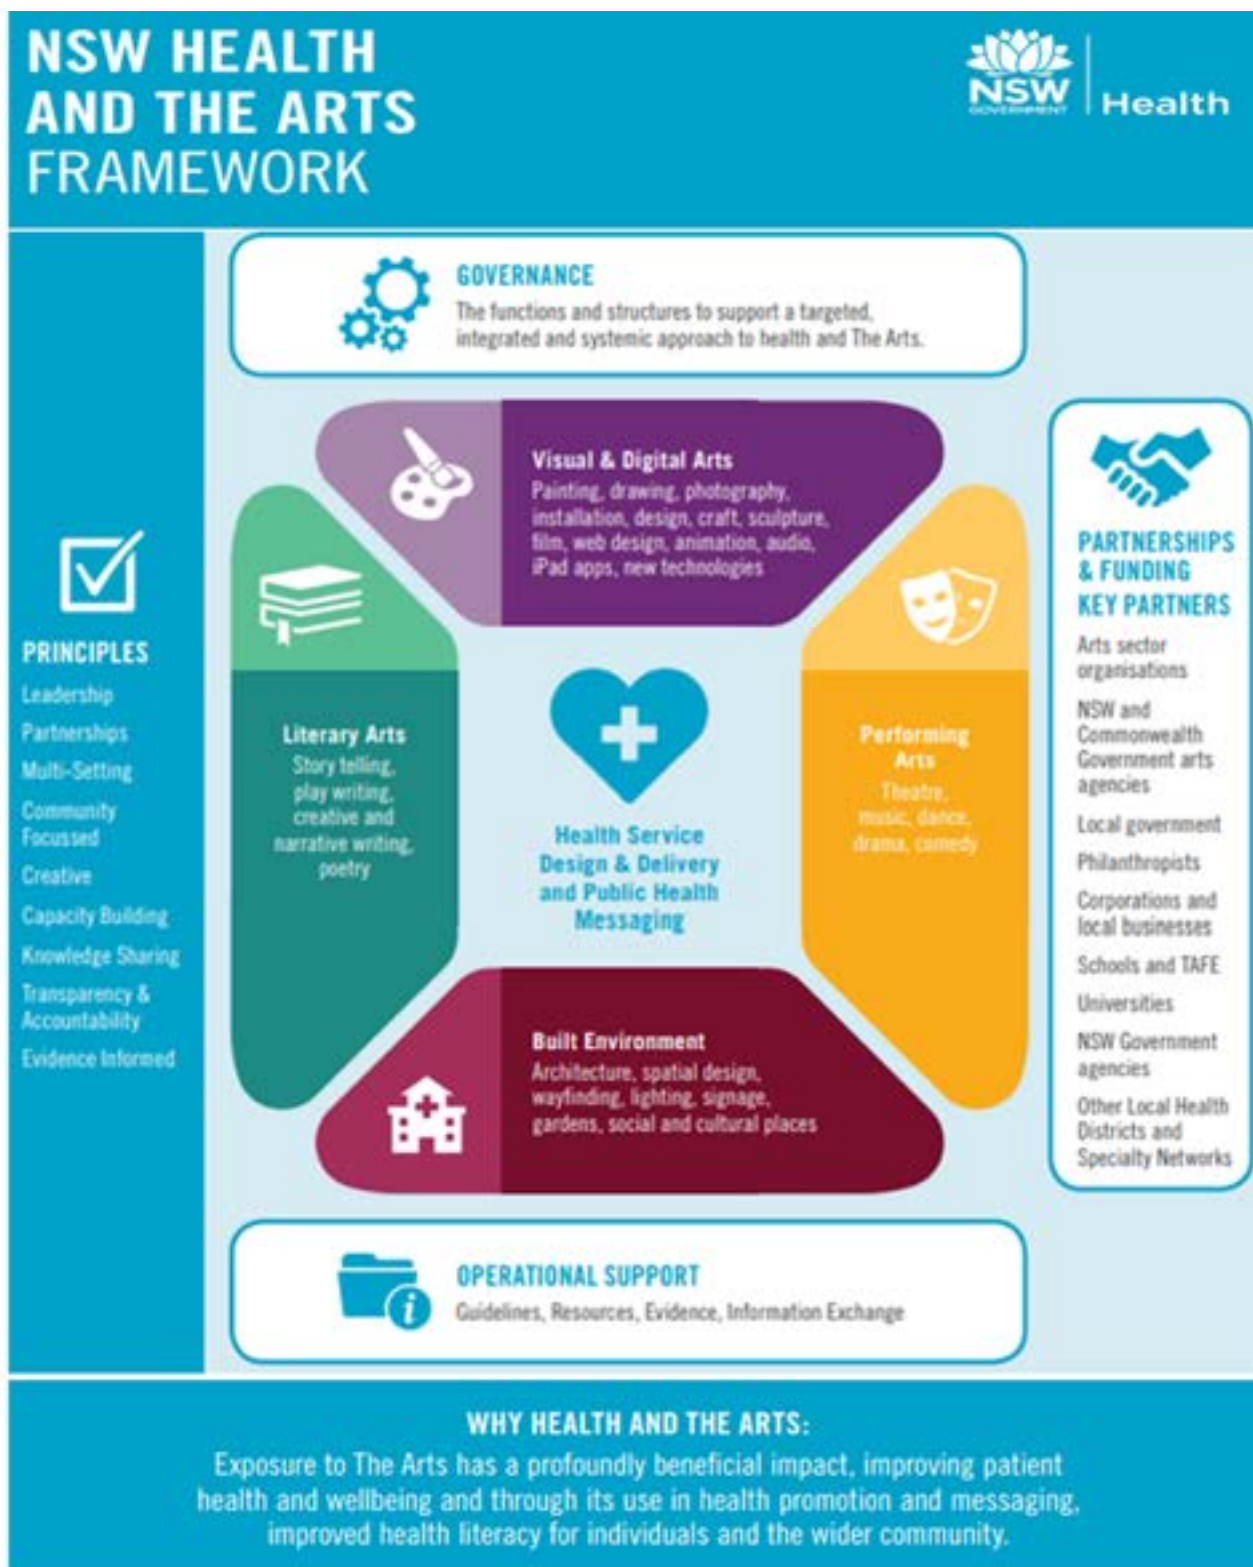 NSW HEALTH
AND THE ARTS
FRAMEWORK
NSW
GOVERNMENT
Health
GOVERNANCE
The functions and structures to support a targeted,
integrated and systemic approach to health and The Arts.
PRINCIPLES
Leadership
Partnerships
Multi-Setting
Community
Focussed
Creative
Capacity Building
Knowledge Sharing
Transparency &
Accountability
Evidence Informed
Visual & Digital Arts
Painting, drawing, photography,
installation, design, craft, sculpture,
film, web design, animation, audio,
iPad apps, new technologies
Literary Arts
Story telling,
play writing,
creative and
narrative writing,
poetry
Health Service
Design & Delivery
and Public Health
Messaging
Performing
Arts
Theatre,
music, dance,
drama, comedy
Built Environment
Architecture, spatial design,
wayfinding, lighting, signage,
gardens, social and cultural places
PARTNERSHIPS
& FUNDING
KEY PARTNERS
Arts sector
organisations
NSW and
Commonwealth
Government arts
agencies
Local government
Philanthropists
Corporations and
local businesses
Schools and TAFE
Universities
NSW Government
agencies
Other Local Health
Districts and
Specialty Networks
OPERATIONAL SUPPORT
Guidelines, Resources, Evidence, Information Exchange
WHY HEALTH AND THE ARTS:
Exposure to The Arts has a profoundly beneficial impact, improving patient
health and wellbeing and through its use in health promotion and messaging,
improved health literacy for individuals and the wider community.